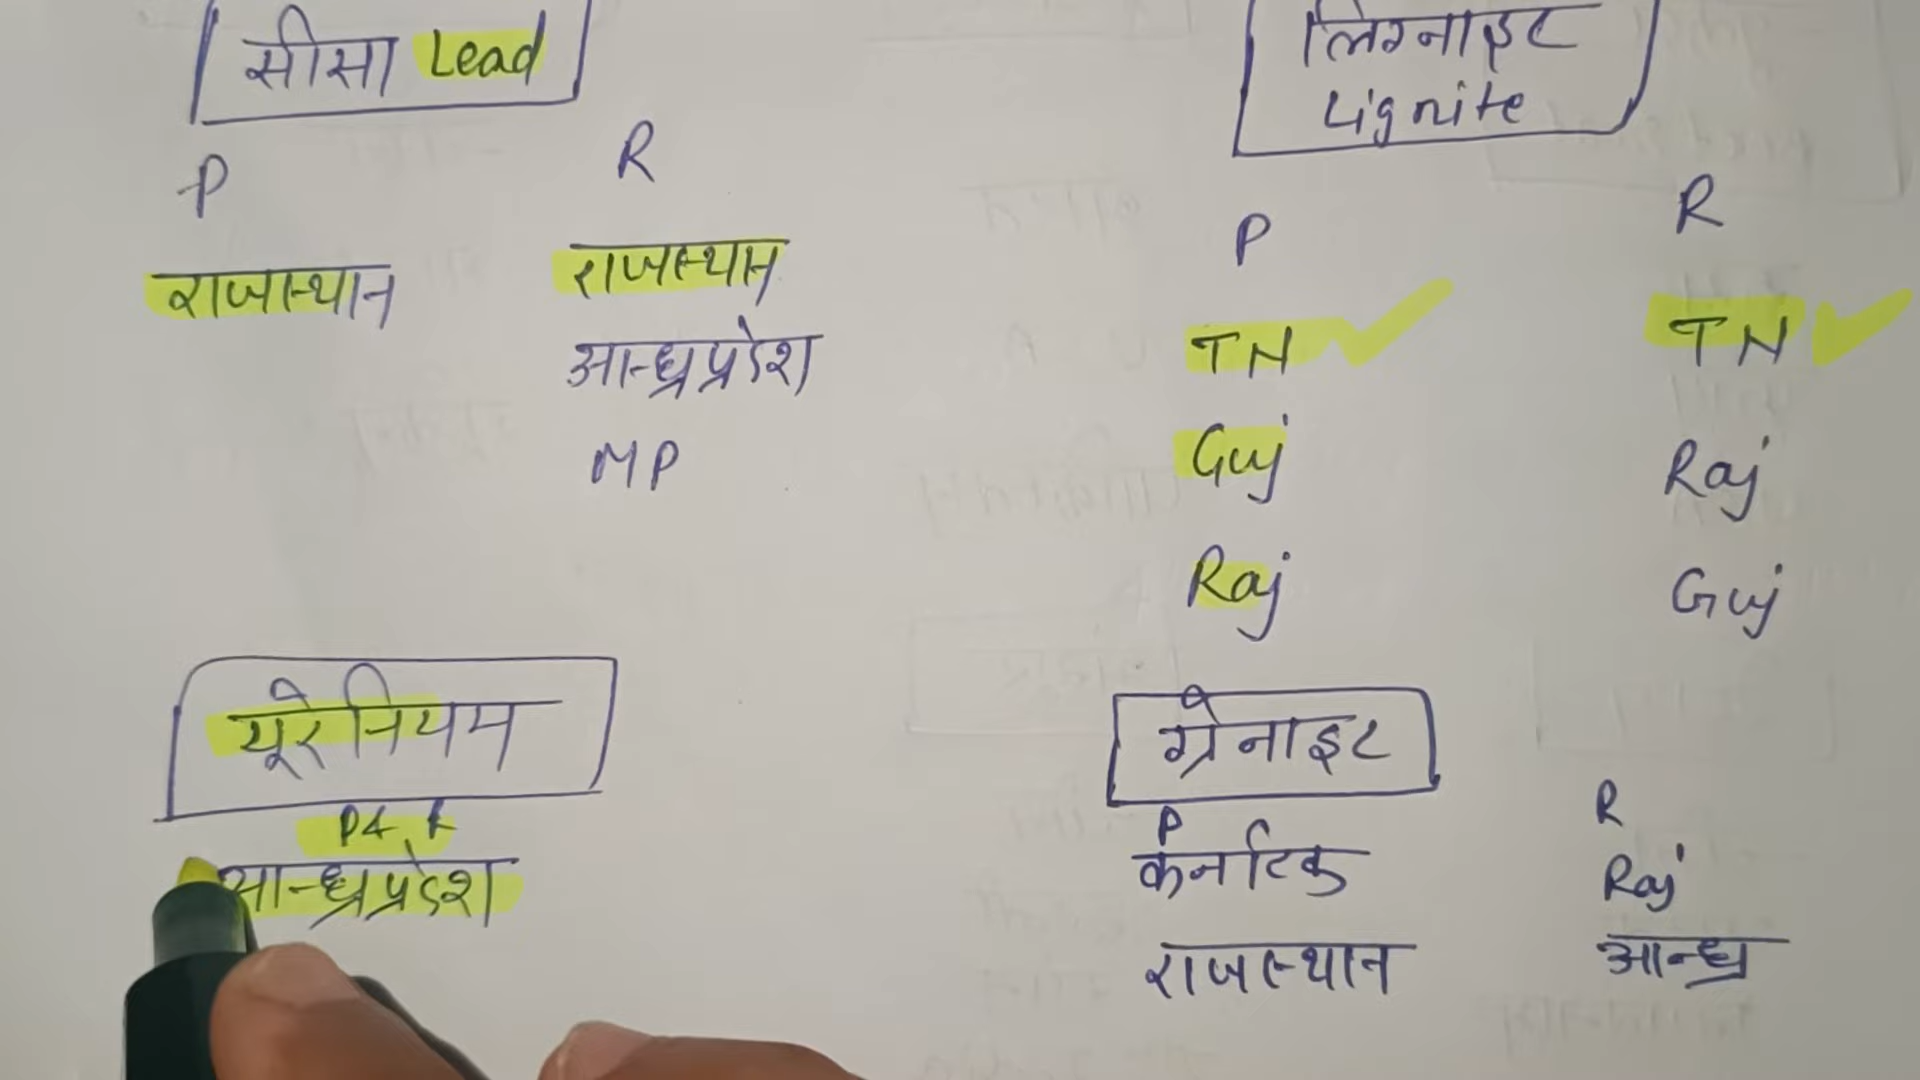 सीसा Lead
P
R
राजस्थान
राजस्थान
आन्ध्रप्रदेश
MP
लिग्नाइट
Lignite
P
R
TN
TN
Guj
Raj
Raj
Guj
यूरेनियम
P & R
आन्ध्रप्रदेश
ग्रेनाइट
P
R
कर्नाटक
Raj
राजस्थान
आन्ध्र